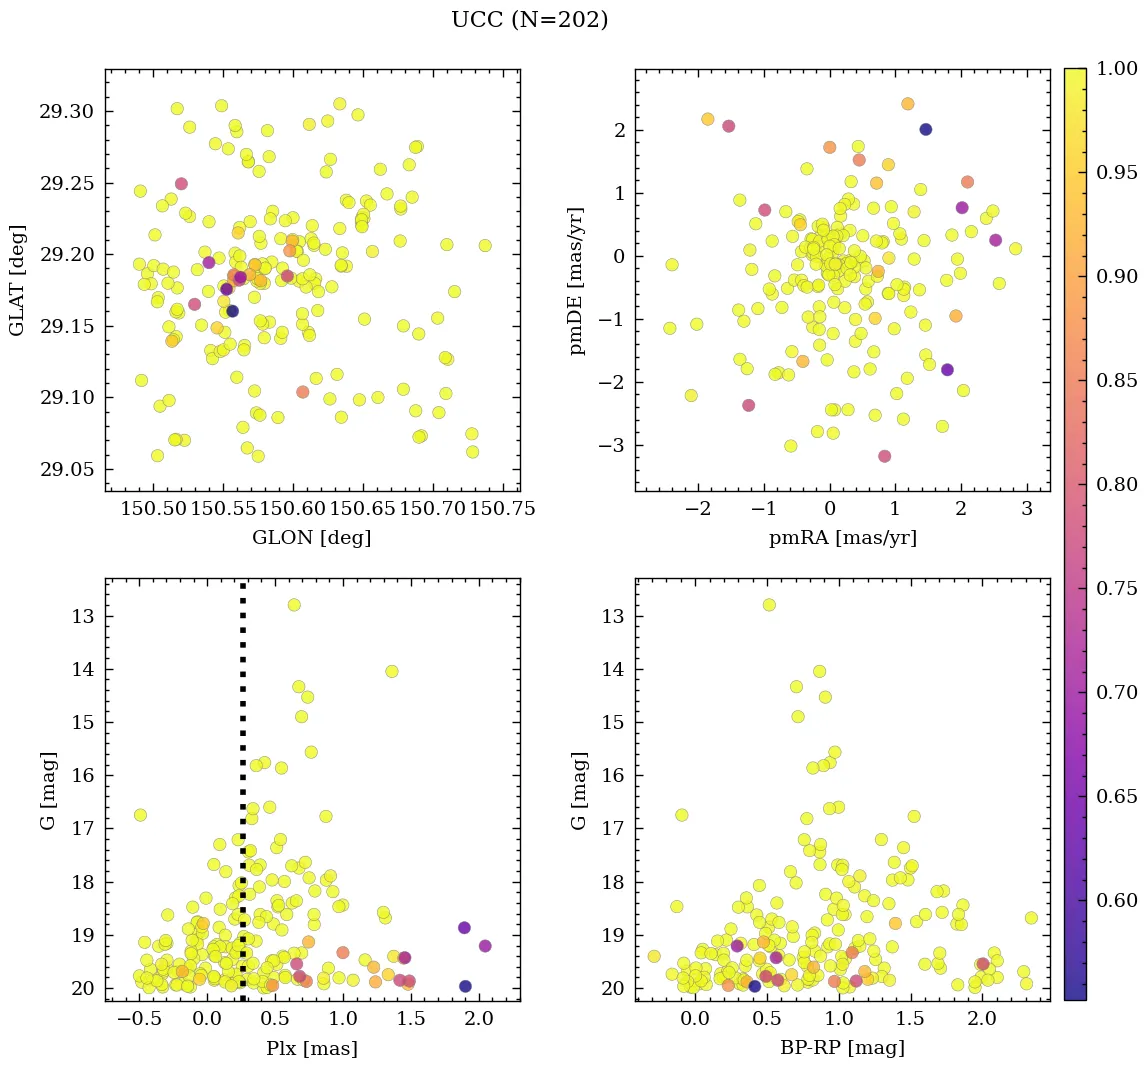 UCC (N=202)
29.30
29.25
29.20
29.15
29.10
29.05
GLAT [deg]
150.50 150.55 150.60 150.65 150.70 150.75
GLON [deg]
2
1
0
−1
−2
−3
pmDE [mas/yr]
−2 −1 0 1 2 3
pmRA [mas/yr]
13
14
15
16
17
18
19
20
G [mag]
−0.5 0.0 0.5 1.0 1.5 2.0
Plx [mas]
13
14
15
16
17
18
19
20
G [mag]
0.0 0.5 1.0 1.5 2.0
BP-RP [mag]
1.00
0.95
0.90
0.85
0.80
0.75
0.70
0.65
0.60